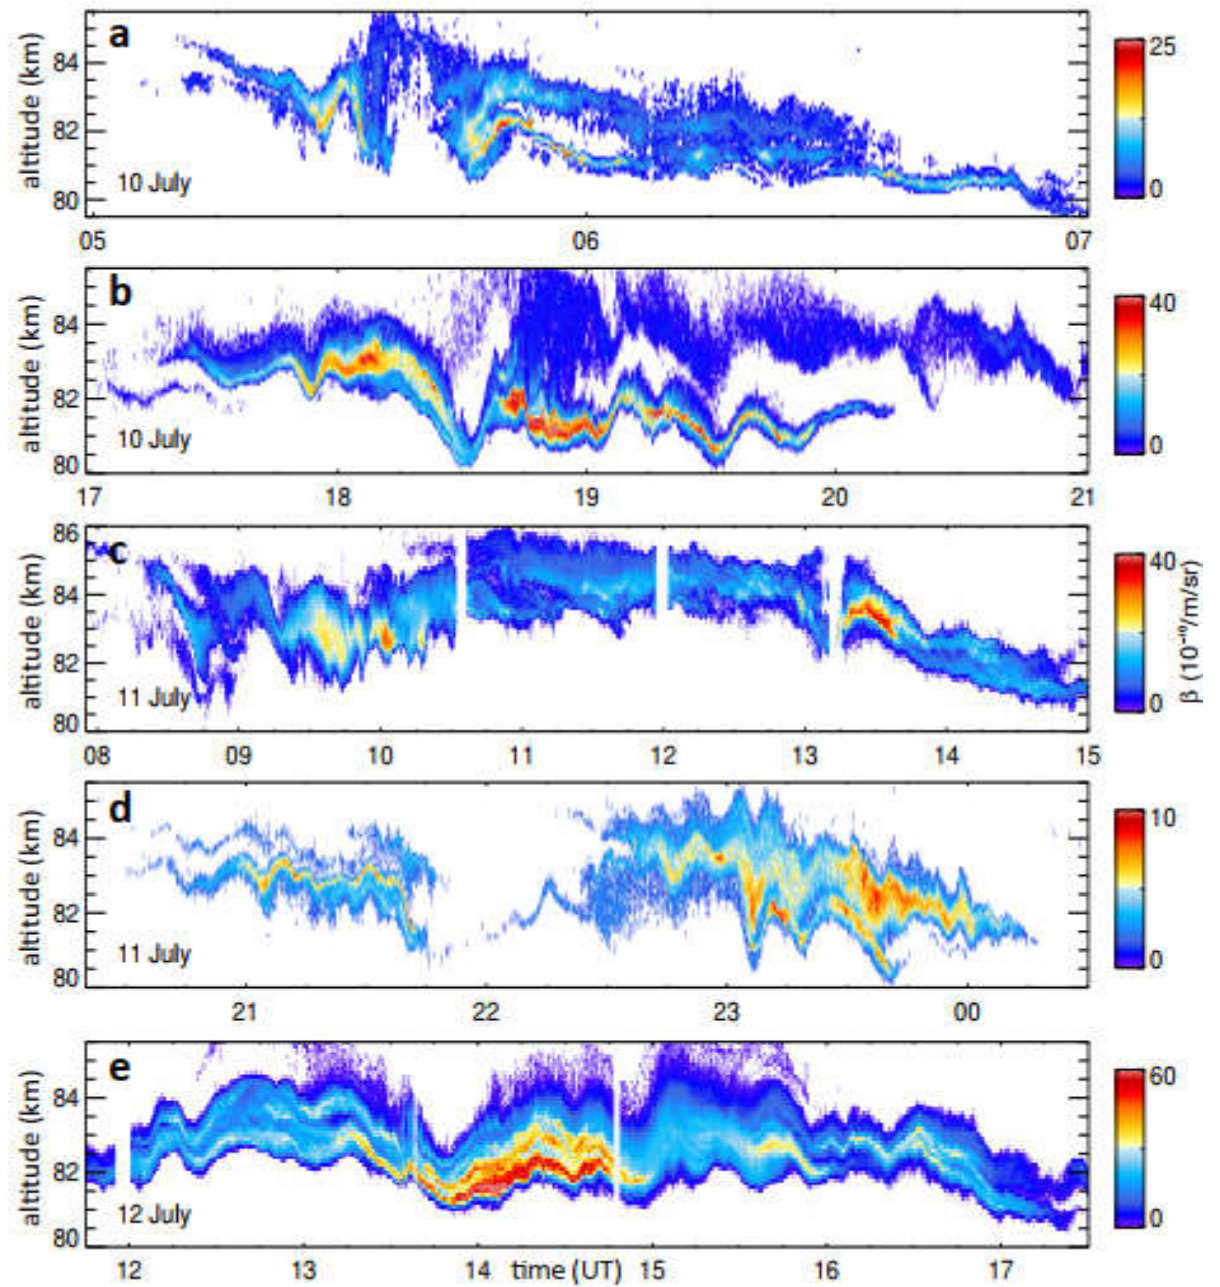 a
altitude (km)
84
82
80
10 July
25
0
05 06 07
b
altitude (km)
84
82
80
10 July
40
0
17 18 19 20 21
c
altitude (km)
86
84
82
80
11 July
40
0
β (10⁻¹⁰/m/sr)
08 09 10 11 12 13 14 15
d
altitude (km)
84
82
80
11 July
10
0
21 22 23 00
e
altitude (km)
84
82
80
12 July
60
0
12 13 14 time (UT) 15 16 17